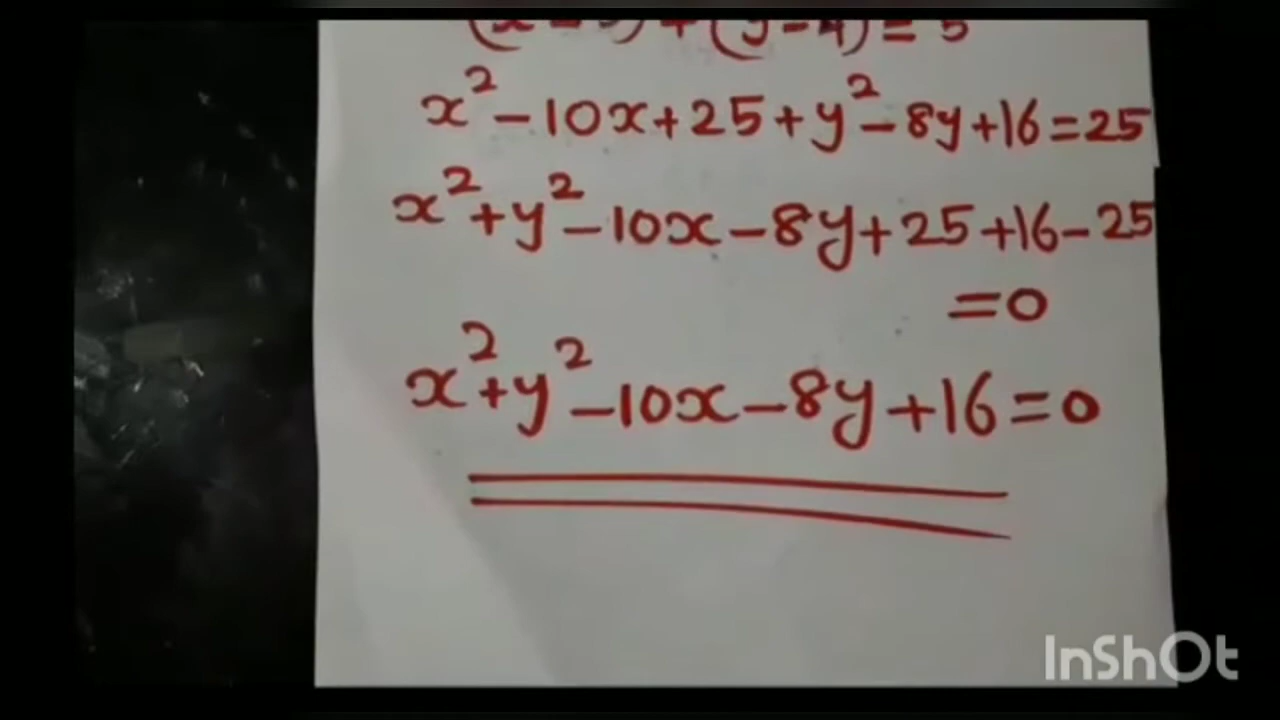 x² - 10x + 25 + y² - 8y + 16 = 25
x² + y² - 10x - 8y + 25 + 16 - 25
= 0
x² + y² - 10x - 8y + 16 = 0
InShOt